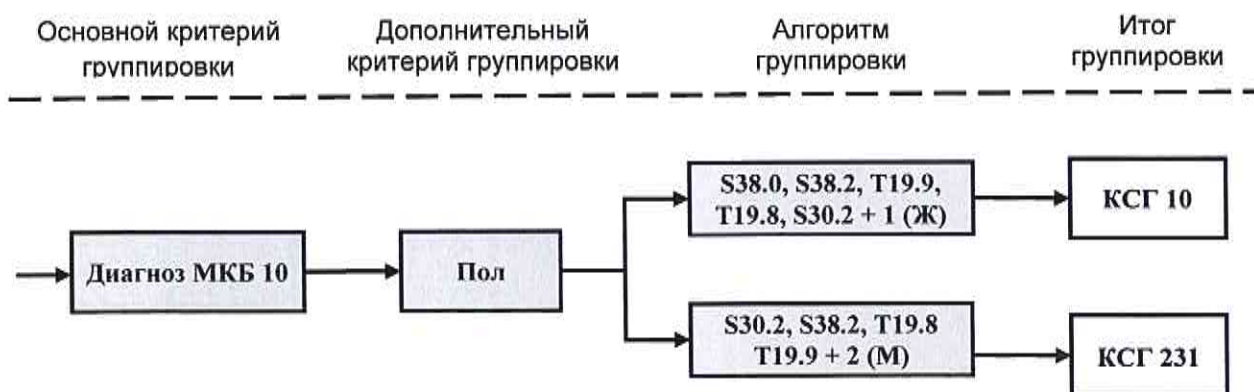 Основной критерий
группировки
Дополнительный
критерий группировки
Алгоритм
группировки
Итог
группировки
Диагноз МКБ 10
Пол
S38.0, S38.2, T19.9,
T19.8, S30.2 + 1 (Ж)
КСГ 10
S30.2, S38.2, T19.8
T19.9 + 2 (М)
КСГ 231